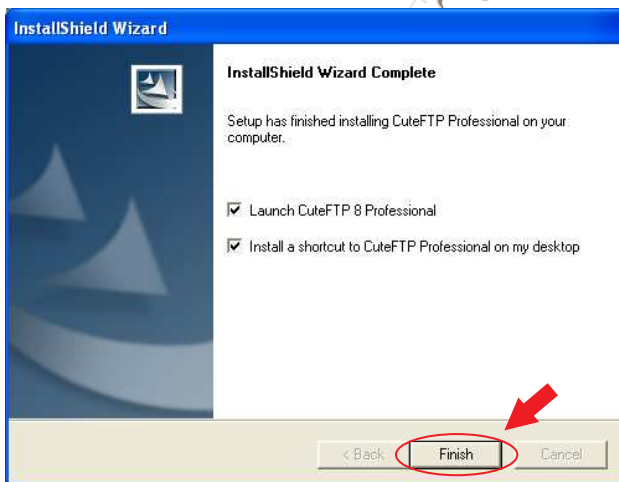 InstallShield Wizard
InstallShield Wizard Complete
Setup has finished installing CuteFTP Professional on your
computer.
Launch CuteFTP 8 Professional
Install a shortcut to CuteFTP Professional on my desktop
< Back
Finish
Cancel